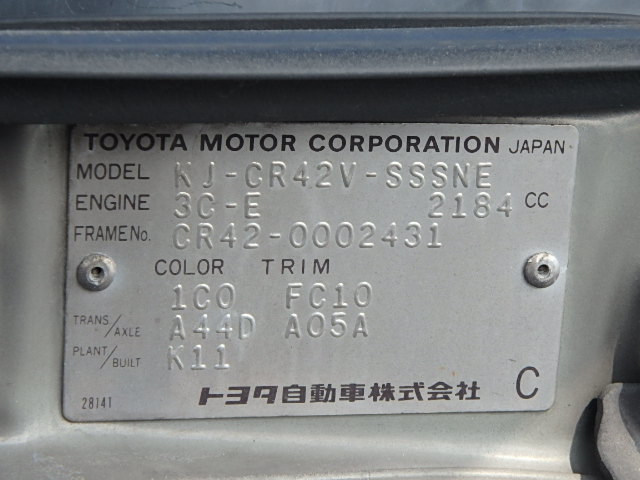 TOYOTA MOTOR CORPORATION JAPAN
MODEL KJ-CR42V-SSSNE
ENGINE 3C-E 2184 CC
FRAME No. CR42-0002431
COLOR TRIM
1C0 FC10
TRANS/AXLE A44D A05A
PLANT/BUILT K11
28141 トヨタ自動車株式会社 C